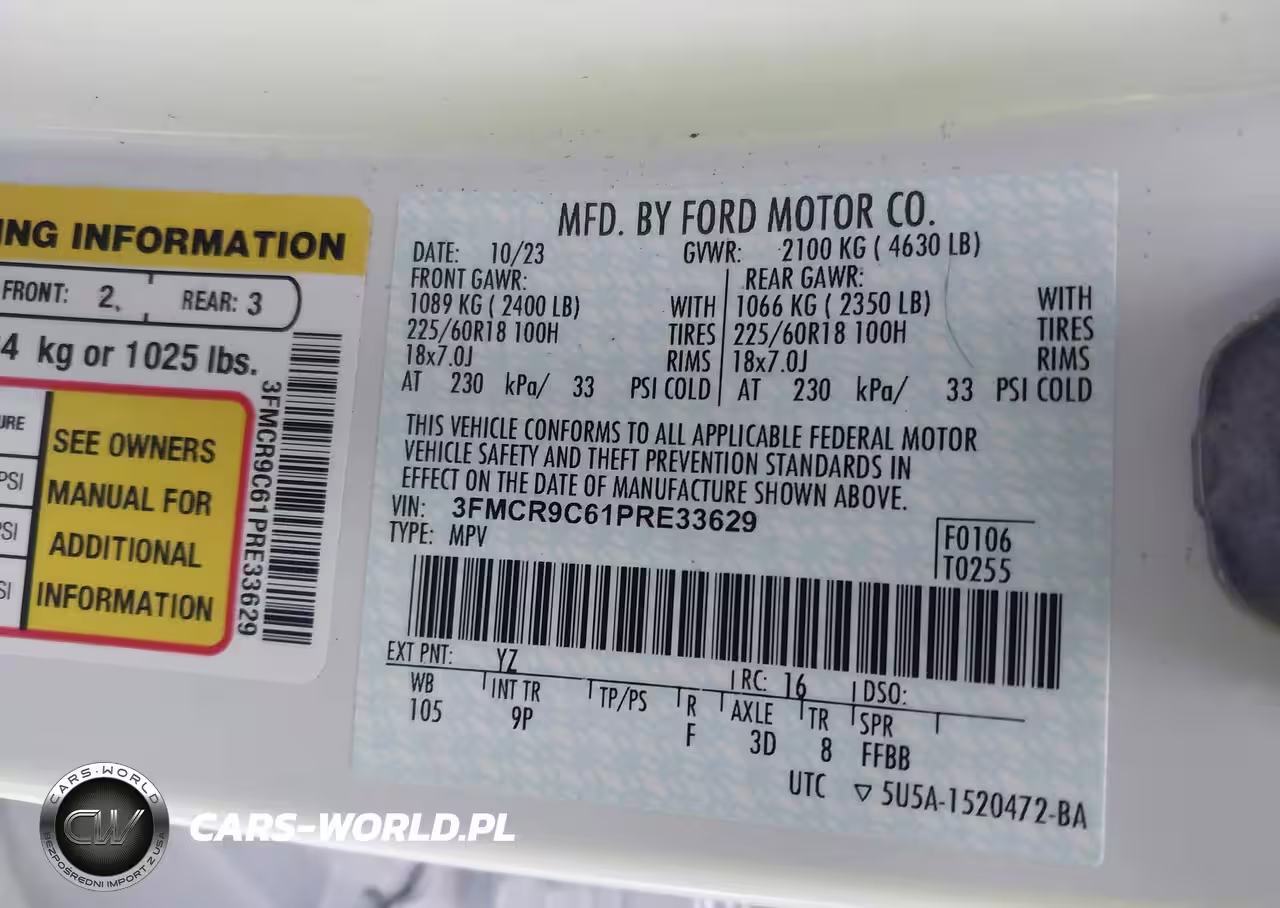 ING INFORMATION
FRONT: 2, REAR: 3
4 kg or 1025 lbs.
URE
PSI
PSI
SI
SEE OWNERS
MANUAL FOR
ADDITIONAL
INFORMATION
3FMCR9C61PRE33629
MFD. BY FORD MOTOR CO.
DATE: 10/23 GVWR: 2100 KG ( 4630 LB)
FRONT GAWR: REAR GAWR:
1089 KG ( 2400 LB) WITH 1066 KG ( 2350 LB) WITH
225/60R18 100H TIRES 225/60R18 100H TIRES
18x7.0J RIMS 18x7.0J RIMS
AT 230 kPa/ 33 PSI COLD AT 230 kPa/ 33 PSI COLD
THIS VEHICLE CONFORMS TO ALL APPLICABLE FEDERAL MOTOR
VEHICLE SAFETY AND THEFT PREVENTION STANDARDS IN
EFFECT ON THE DATE OF MANUFACTURE SHOWN ABOVE.
VIN: 3FMCR9C61PRE33629
TYPE: MPV
F0106
T0255
EXT PNT: YZ RC: 16 DSO:
WB INT TR TP/PS R AXLE TR SPR
105 9P F 3D 8 FFBB
UTC ▽ 5U5A-1520472-BA
CARS-WORLD
CW
BEZPOŚREDNI IMPORT Z USA
CARS-WORLD.PL